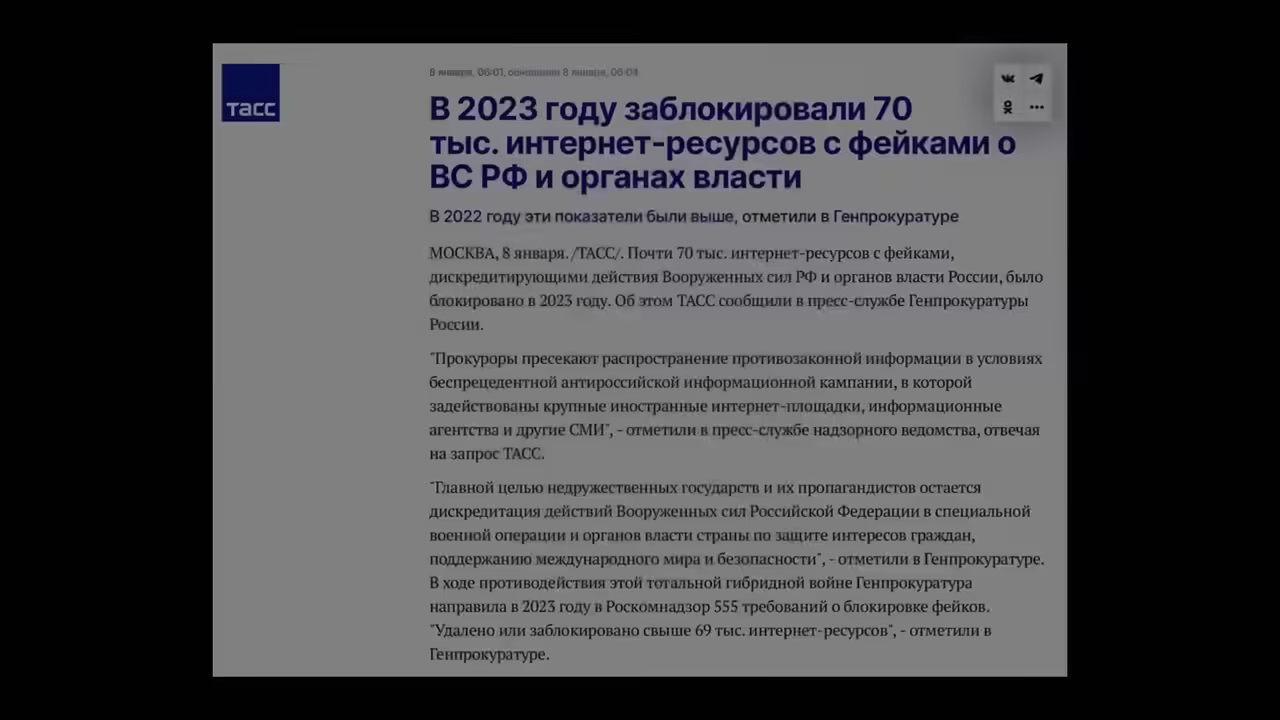 тасс
8 января, 06:01, обновлено 8 января, 06:04
В 2023 году заблокировали 70
тыс. интернет-ресурсов с фейками о
ВС РФ и органах власти
В 2022 году эти показатели были выше, отметили в Генпрокуратуре
МОСКВА, 8 января. /ТАСС/. Почти 70 тыс. интернет-ресурсов с фейками,
дискредитирующими действия Вооруженных сил РФ и органов власти России, было
блокировано в 2023 году. Об этом ТАСС сообщили в пресс-службе Генпрокуратуры
России.
"Прокуроры пресекают распространение противозаконной информации в условиях
беспрецедентной антироссийской информационной кампании, в которой
задействованы крупные иностранные интернет-площадки, информационные
агентства и другие СМИ", - отметили в пресс-службе надзорного ведомства, отвечая
на запрос ТАСС.
"Главной целью недружественных государств и их пропагандистов остается
дискредитация действий Вооруженных сил Российской Федерации в специальной
военной операции и органов власти страны по защите интересов граждан,
поддержанию международного мира и безопасности", - отметили в Генпрокуратуре.
В ходе противодействия этой тотальной гибридной войне Генпрокуратура
направила в 2023 году в Роскомнадзор 555 требований о блокировке фейков.
"Удалено или заблокировано свыше 69 тыс. интернет-ресурсов", - отметили в
Генпрокуратуре.